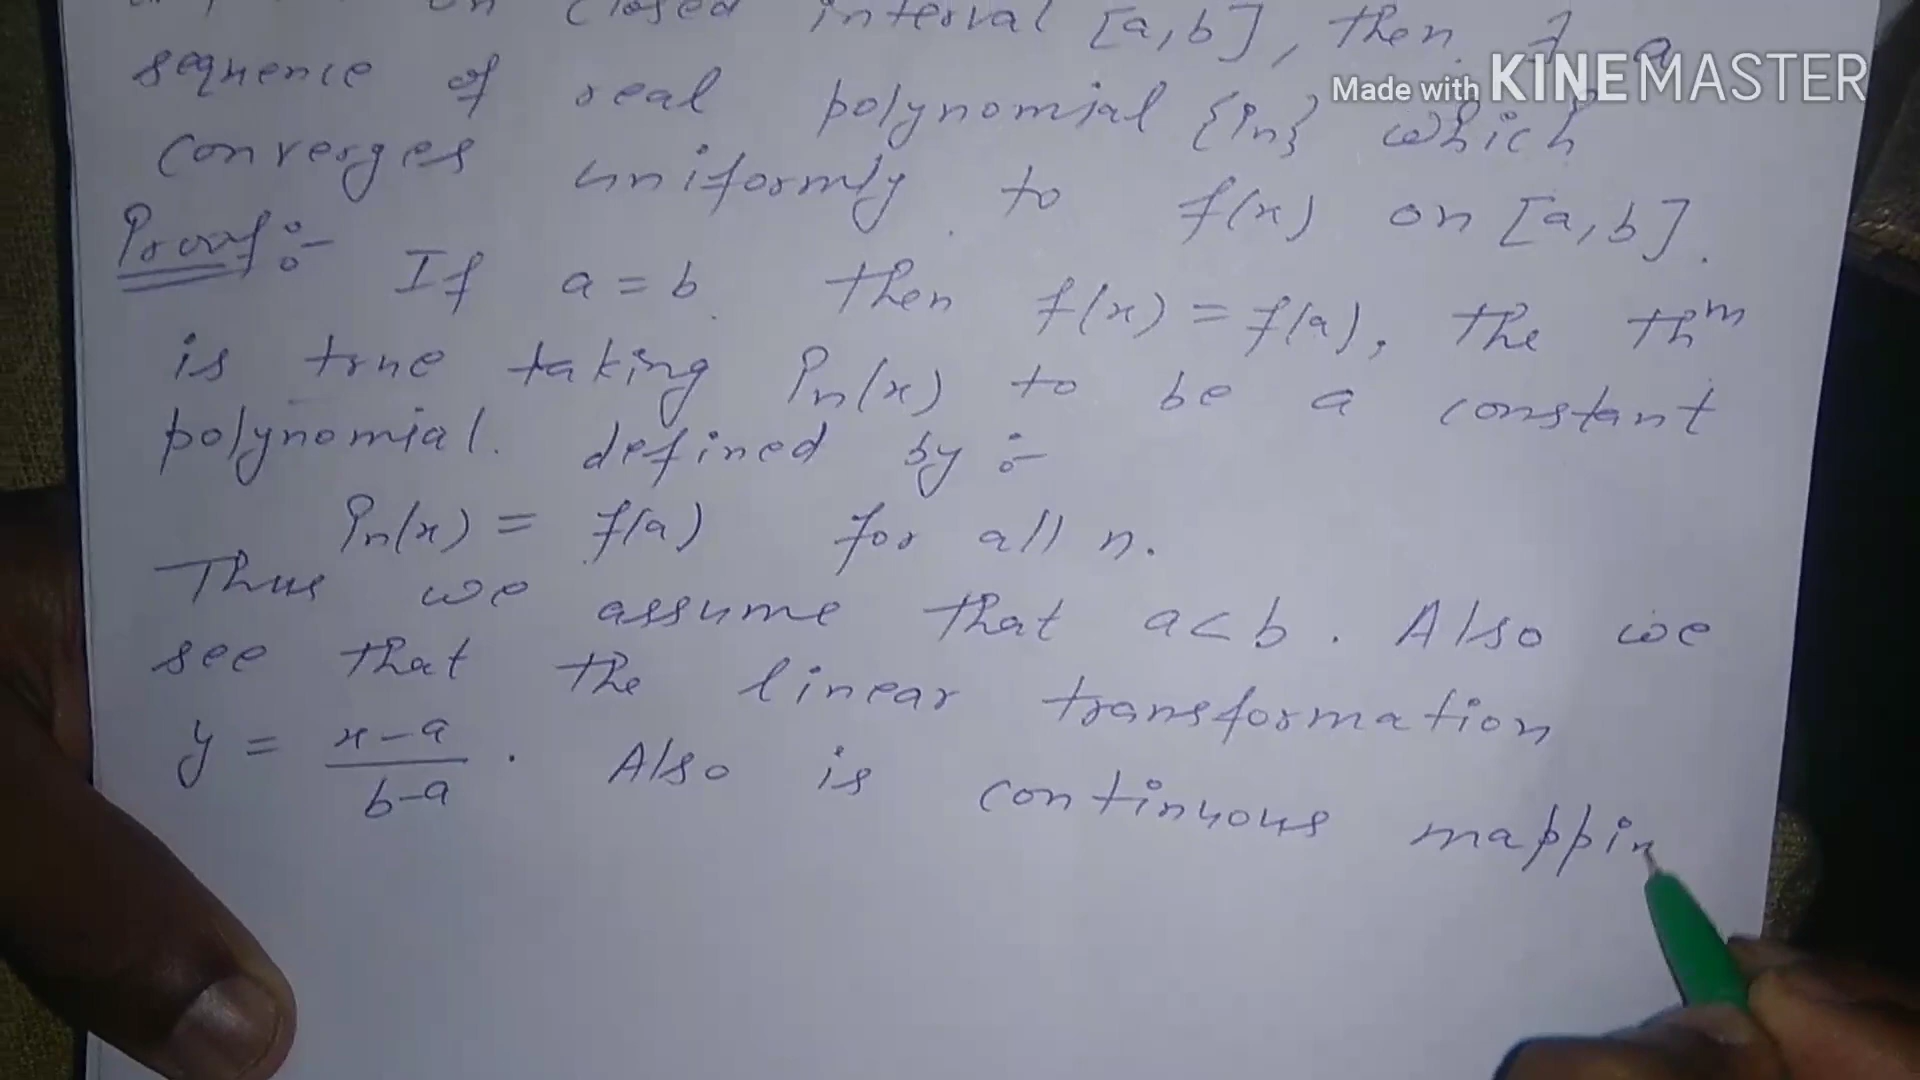 on closed interval [a,b], then ∃ a
sequence of real polynomial {Pn} which
converges uniformly to f(x) on [a,b].
Proof :- If a = b then f(x) = f(a), the thm
is true taking Pn(x) to be a constant
polynomial. defined by :-
Pn(x) = f(a) for all n.
Thus we assume that a<b. Also we
see that the linear transformation
y = x-a / b-a . Also is continuous mappin
Made with KINEMASTER